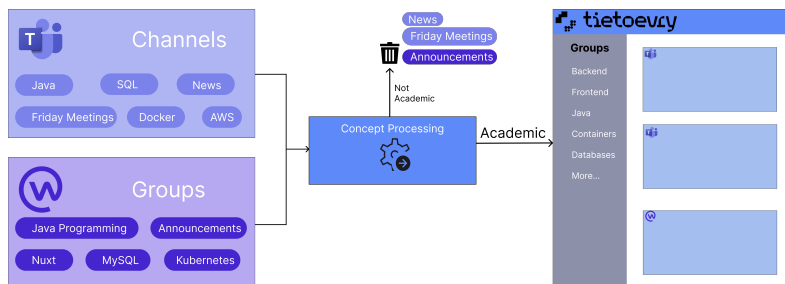 Channels
T
Java
SQL
News
Friday Meetings
Docker
AWS
Groups
Java Programming
Announcements
Nuxt
MySQL
Kubernetes
News
Friday Meetings
Announcements
Not
Academic
Concept Processing
Academic
tietoevry
Groups
Backend
Frontend
Java
Containers
Databases
More...